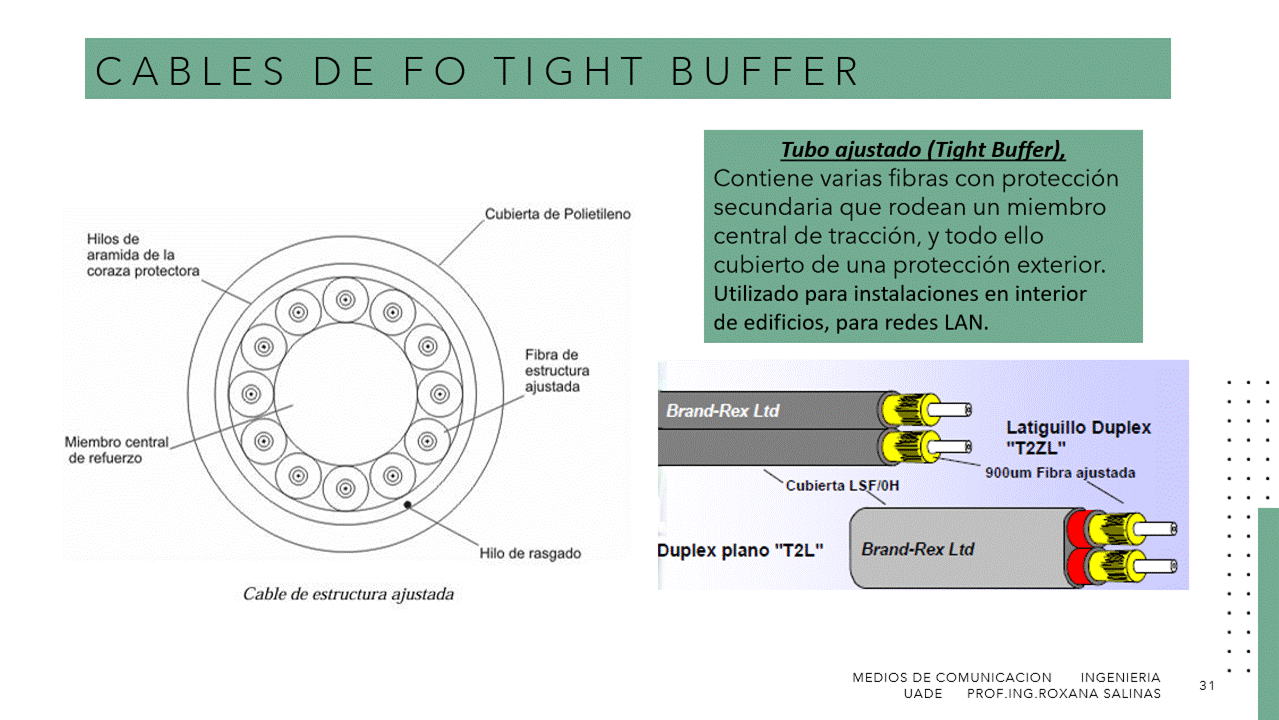 CABLES DE FO TIGHT BUFFER
Tubo ajustado (Tight Buffer),
Contiene varias fibras con protección
secundaria que rodean un miembro
central de tracción, y todo ello
cubierto de una protección exterior.
Utilizado para instalaciones en interior
de edificios, para redes LAN.
Cubierta de Polietileno
Hilos de
aramida de la
coraza protectora
Fibra de
estructura
ajustada
Miembro central
de refuerzo
Hilo de rasgado
Cable de estructura ajustada
Brand-Rex Ltd
Latiguillo Duplex
"T2ZL"
900um Fibra ajustada
Cubierta LSF/0H
Duplex plano "T2L"
Brand-Rex Ltd
MEDIOS DE COMUNICACION INGENIERIA
UADE PROF.ING.ROXANA SALINAS
31